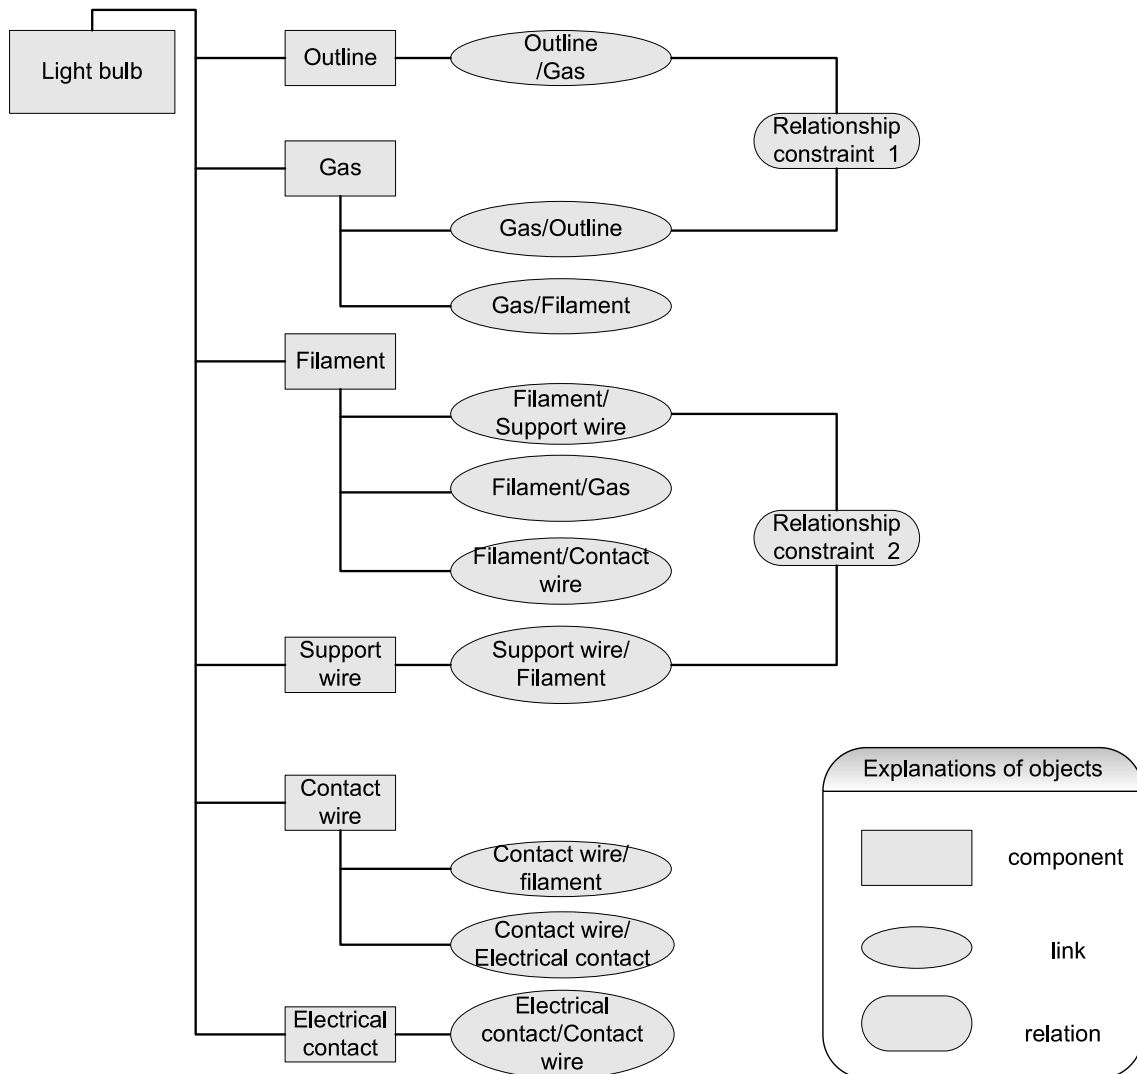 Light bulb
Outline
Outline
/Gas
Relationship
constraint 1
Gas
Gas/Outline
Gas/Filament
Filament
Filament/
Support wire
Filament/Gas
Relationship
constraint 2
Filament/Contact
wire
Support
wire
Support wire/
Filament
Contact
wire
Contact wire/
filament
Contact wire/
Electrical contact
Electrical
contact
Electrical
contact/Contact
wire
Explanations of objects
component
link
relation